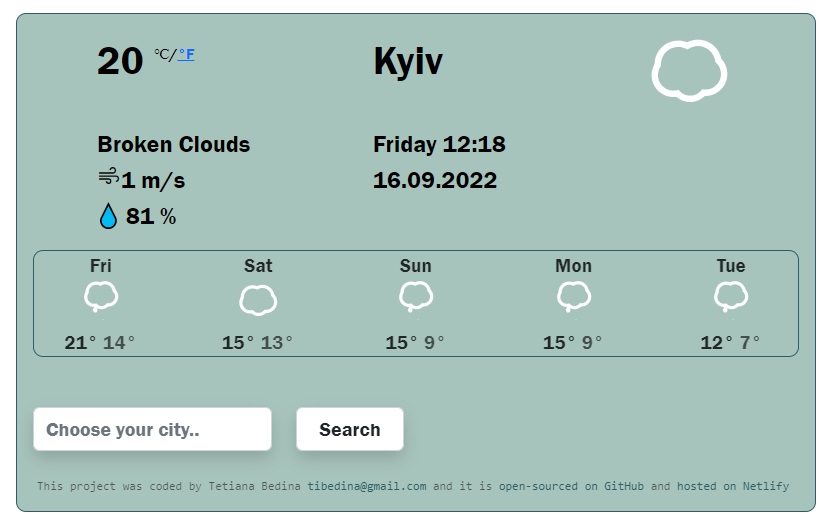 20 °C/°F
Kyiv
Broken Clouds
1 m/s
81 %
Friday 12:18
16.09.2022
Fri Sat Sun Mon Tue
21° 14° 15° 13° 15° 9° 15° 9° 12° 7°
Choose your city.. Search
This project was coded by Tetiana Bedina tibedina@gmail.com and it is open-sourced on GitHub and hosted on Netlify